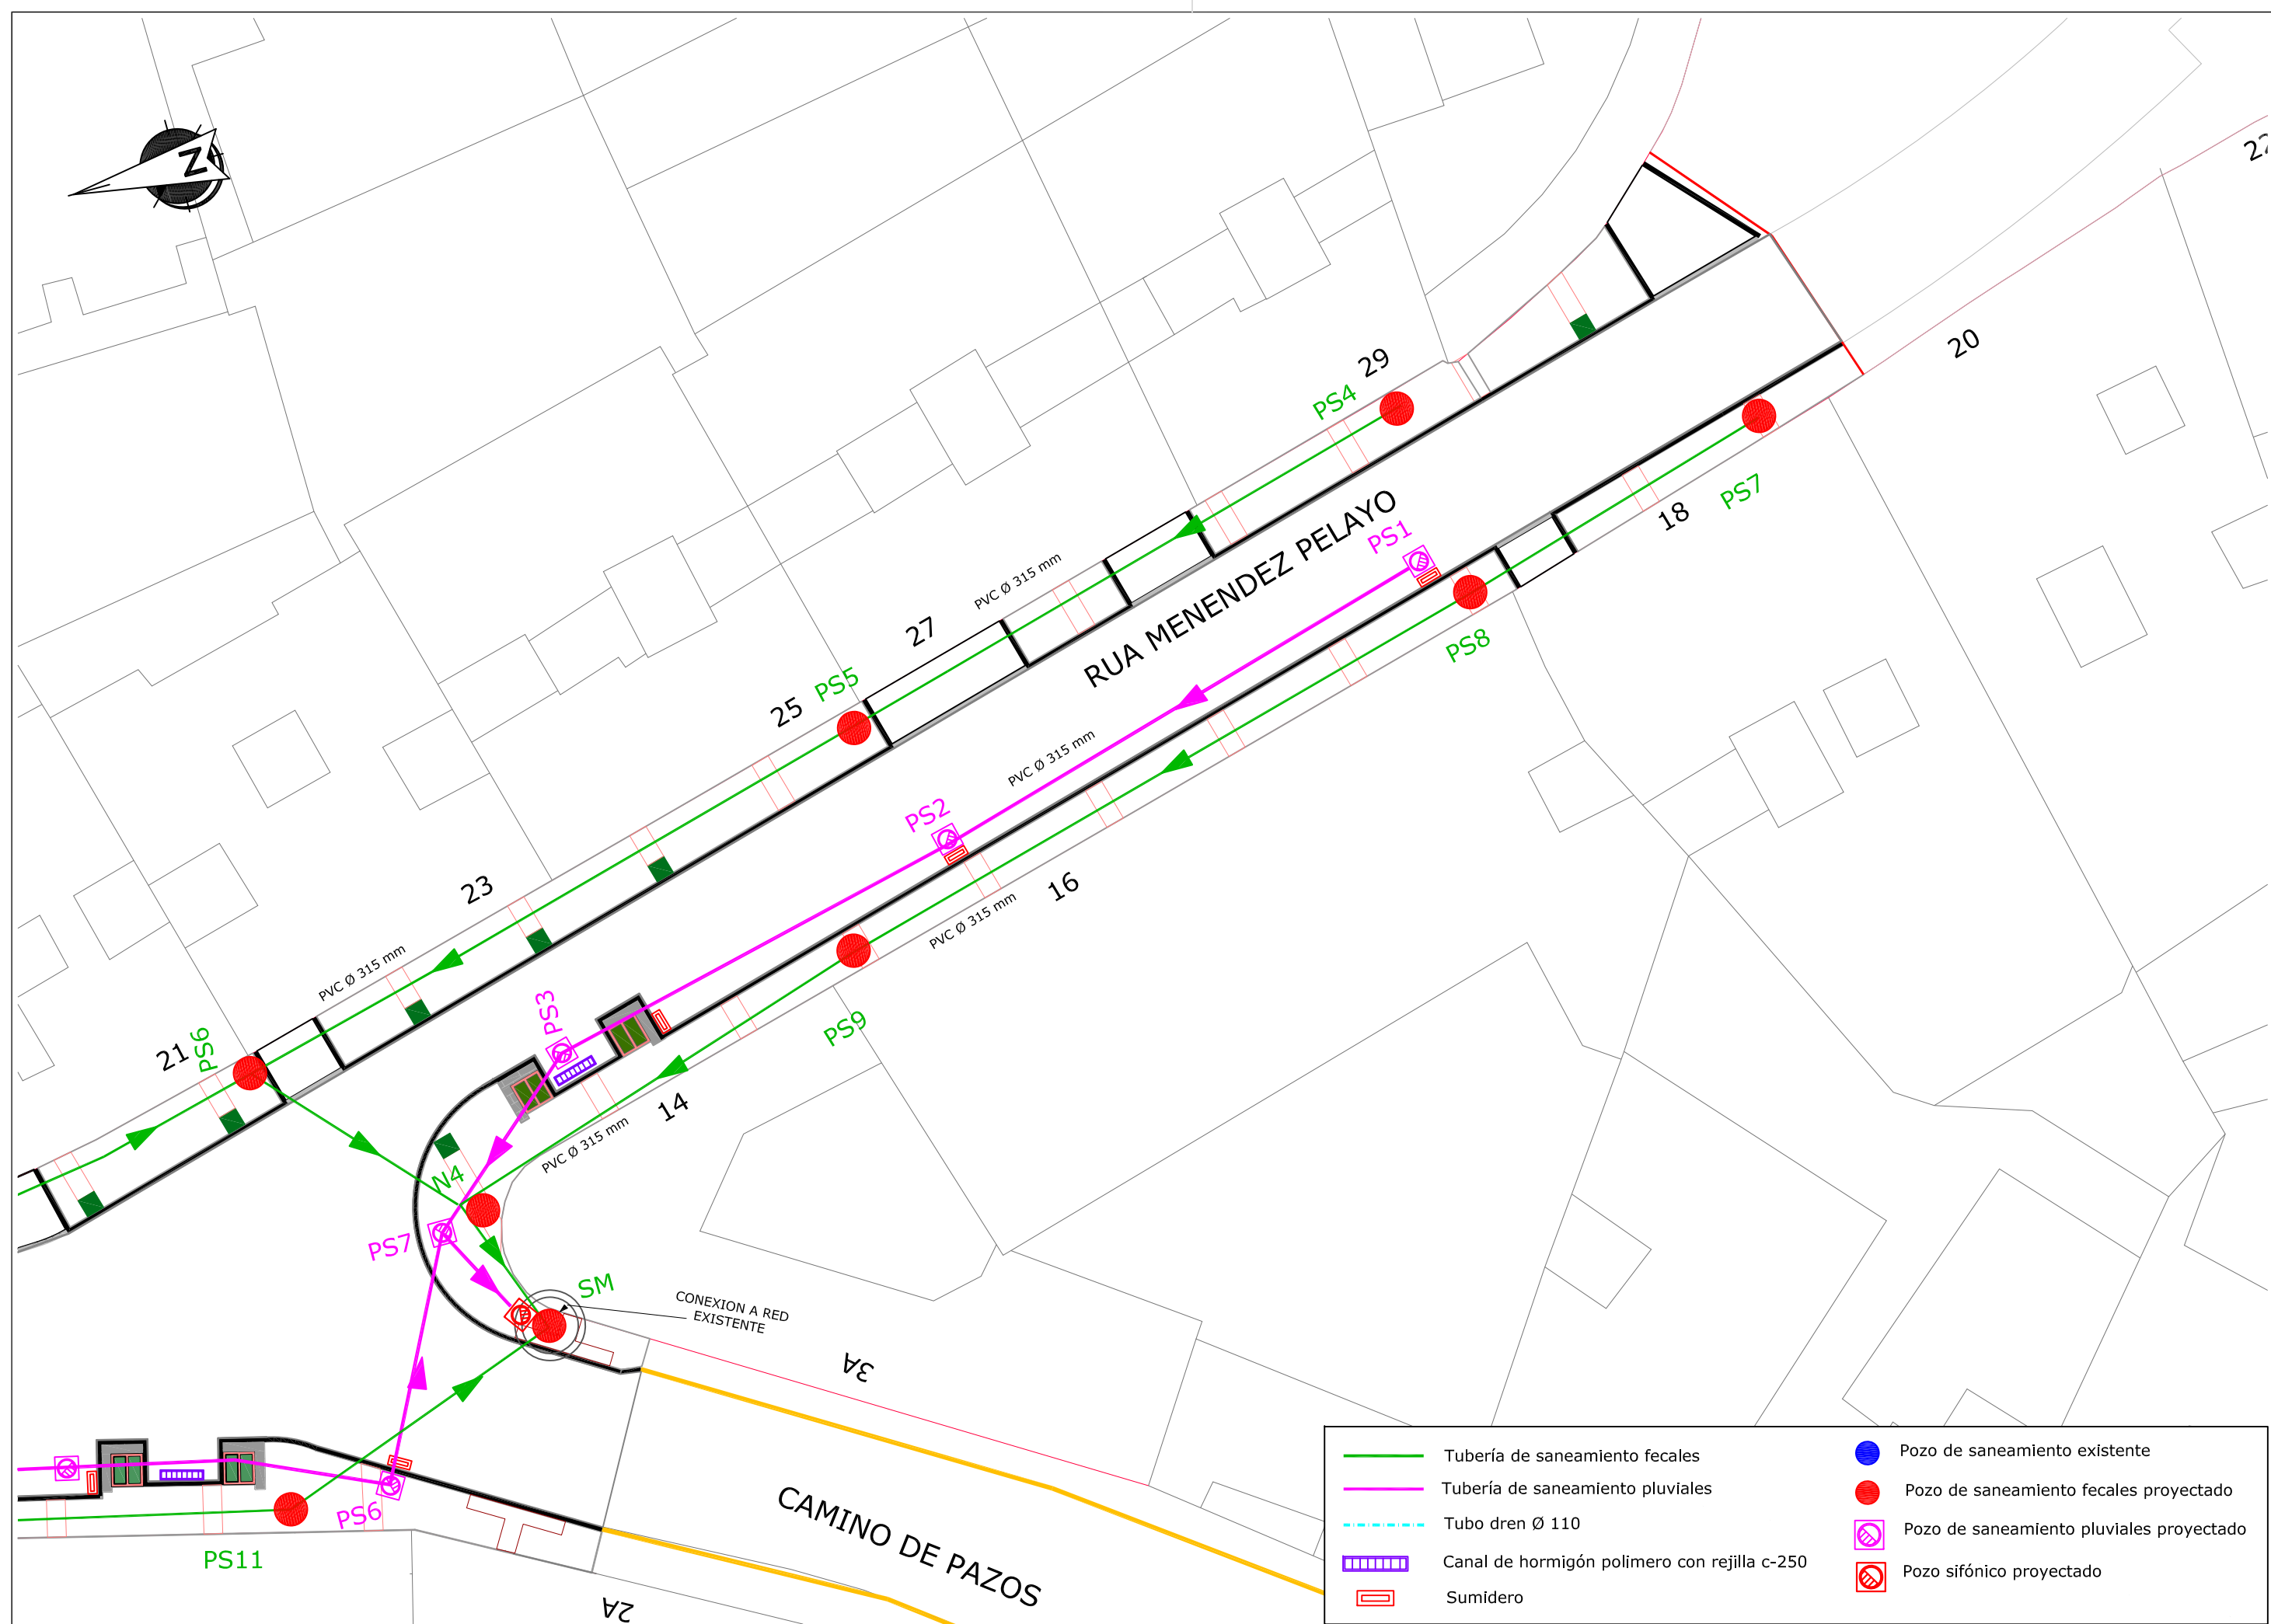 N
22
20
29
PS4
PS7
18
RUA MENENDEZ PELAYO
PS1
PVC Ø 315 mm
27
PS8
PS5
25
PVC Ø 315 mm
PS2
16
23
PVC Ø 315 mm
PVC Ø 315 mm
PS3
PS9
21
PS6
14
PVC Ø 315 mm
N4
PS7
SM
CONEXION A RED
EXISTENTE
3A
CAMINO DE PAZOS
PS6
PS11
2A
Tubería de saneamiento fecales
Tubería de saneamiento pluviales
Tubo dren Ø 110
Canal de hormigón polimero con rejilla c-250
Sumidero
Pozo de saneamiento existente
Pozo de saneamiento fecales proyectado
Pozo de saneamiento pluviales proyectado
Pozo sifónico proyectado